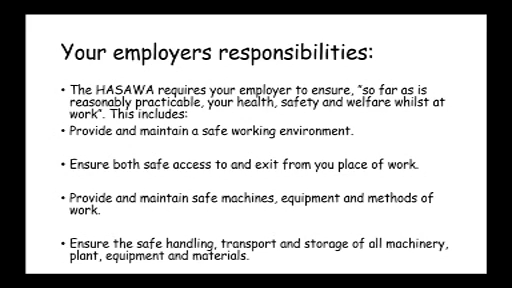 Your employers responsibilities:
• The HASAWA requires your employer to ensure, "so far as is
reasonably practicable, your health, safety and welfare whilst at
work". This includes:
• Provide and maintain a safe working environment.
• Ensure both safe access to and exit from you place of work.
• Provide and maintain safe machines, equipment and methods of
work.
• Ensure the safe handling, transport and storage of all machinery,
plant, equipment and materials.